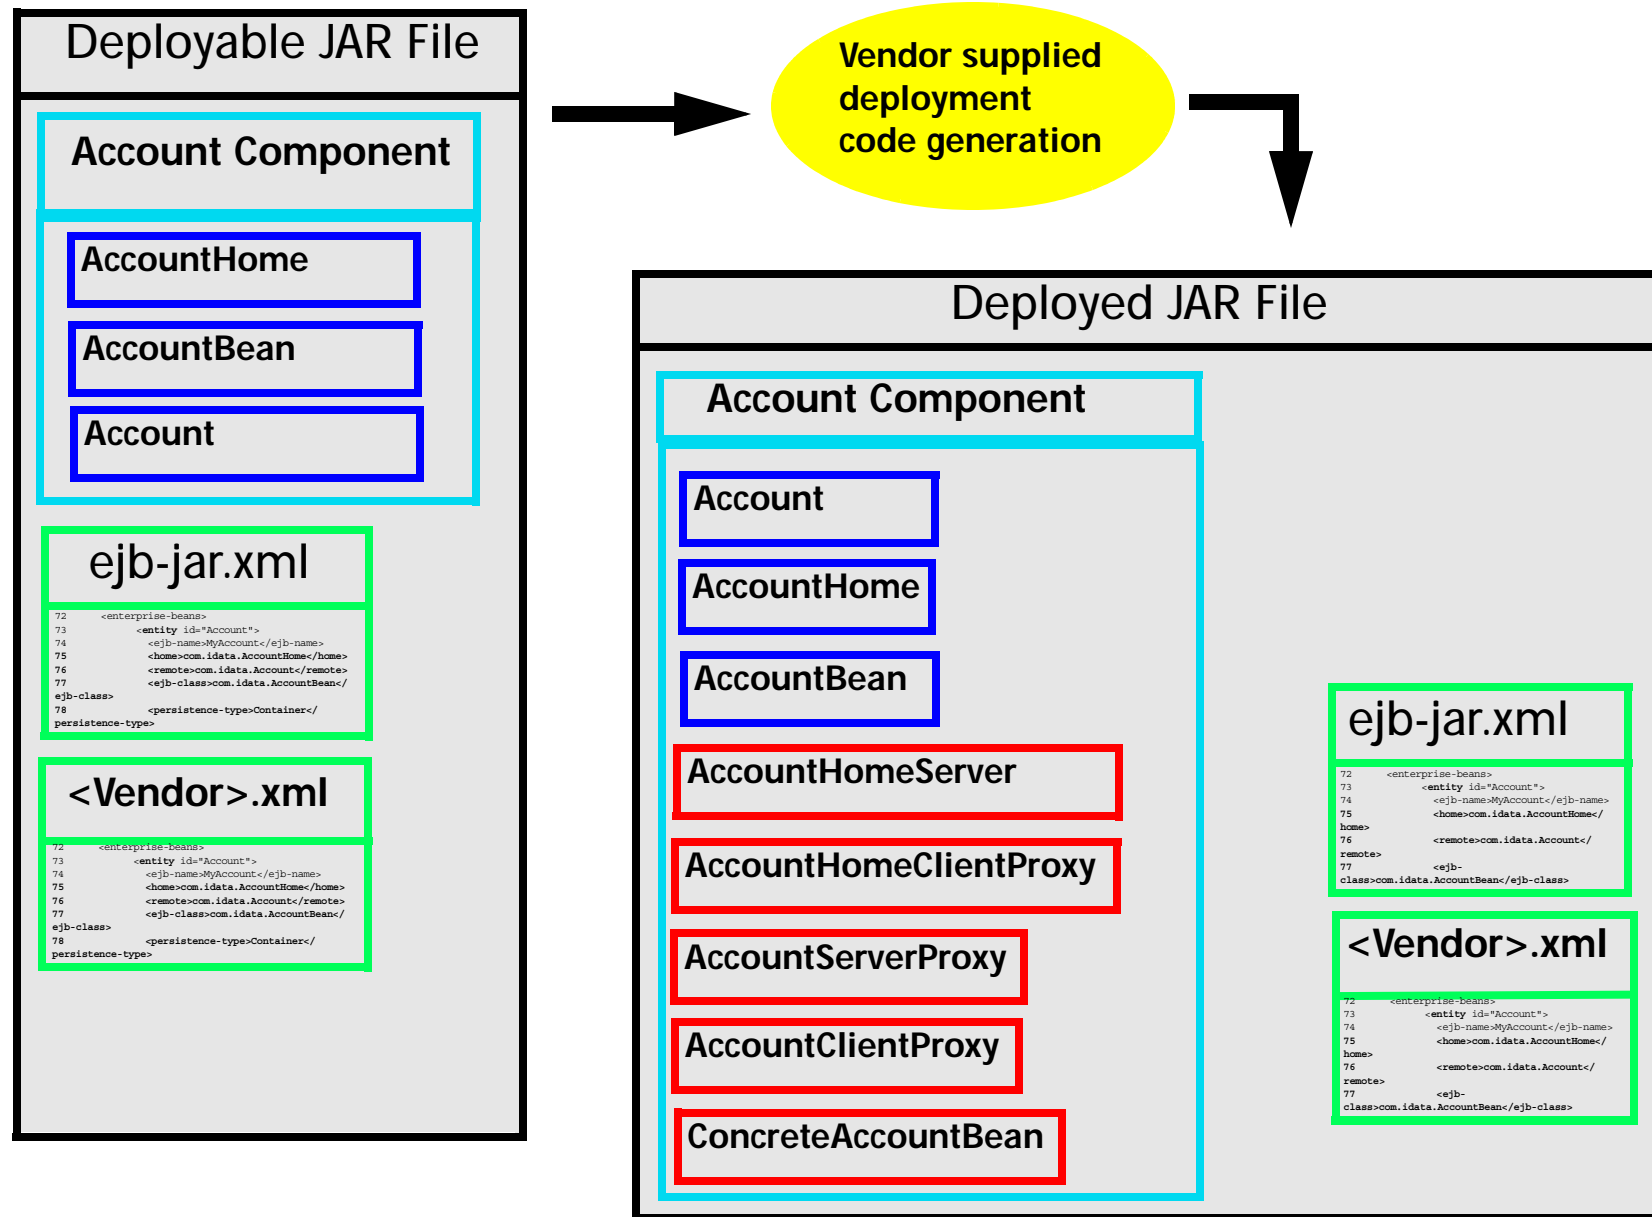 Deployable JAR File
Account Component
AccountHome
AccountBean
Account
ejb-jar.xml
72 <enterprise-beans>
73 <entity id="Account">
74 <ejb-name>MyAccount</ejb-name>
75 <home>com.idata.AccountHome</home>
76 <remote>com.idata.Account</remote>
77 <ejb-class>com.idata.AccountBean</
ejb-class>
78 <persistence-type>Container</
persistence-type>
<Vendor>.xml
72 <enterprise-beans>
73 <entity id="Account">
74 <ejb-name>MyAccount</ejb-name>
75 <home>com.idata.AccountHome</home>
76 <remote>com.idata.Account</remote>
77 <ejb-class>com.idata.AccountBean</
ejb-class>
78 <persistence-type>Container</
persistence-type>
Vendor supplied
deployment
code generation
Deployed JAR File
Account Component
Account
AccountHome
AccountBean
AccountHomeServer
AccountHomeClientProxy
AccountServerProxy
AccountClientProxy
ConcreteAccountBean
ejb-jar.xml
72 <enterprise-beans>
73 <entity id="Account">
74 <ejb-name>MyAccount</ejb-name>
75 <home>com.idata.AccountHome</
home>
76 <remote>com.idata.Account</
remote>
77 <ejb-
class>com.idata.AccountBean</ejb-class>
<Vendor>.xml
72 <enterprise-beans>
73 <entity id="Account">
74 <ejb-name>MyAccount</ejb-name>
75 <home>com.idata.AccountHome</
home>
76 <remote>com.idata.Account</
remote>
77 <ejb-
class>com.idata.AccountBean</ejb-class>